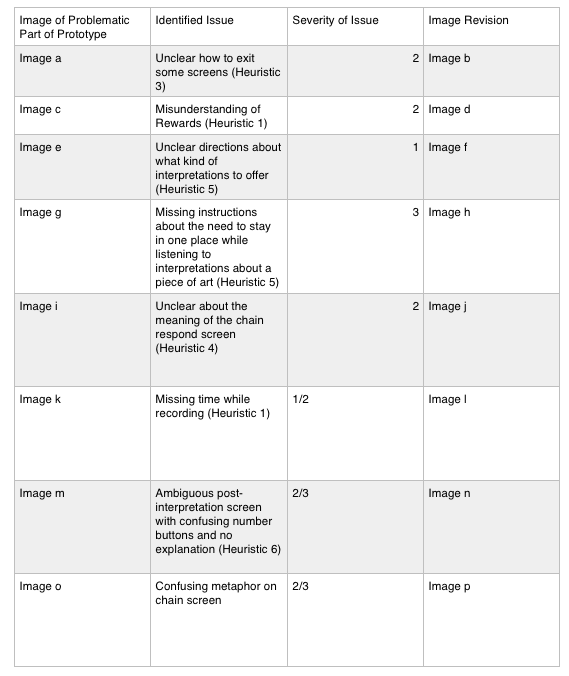 Image of Problematic Part of Prototype Identified Issue Severity of Issue Image Revision
Image a Unclear how to exit some screens (Heuristic 3) 2 Image b
Image c Misunderstanding of Rewards (Heuristic 1) 2 Image d
Image e Unclear directions about what kind of interpretations to offer (Heuristic 5) 1 Image f
Image g Missing instructions about the need to stay in one place while listening to interpretations about a piece of art (Heuristic 5) 3 Image h
Image i Unclear about the meaning of the chain respond screen (Heuristic 4) 2 Image j
Image k Missing time while recording (Heuristic 1) 1/2 Image l
Image m Ambiguous post-interpretation screen with confusing number buttons and no explanation (Heuristic 6) 2/3 Image n
Image o Confusing metaphor on chain screen 2/3 Image p